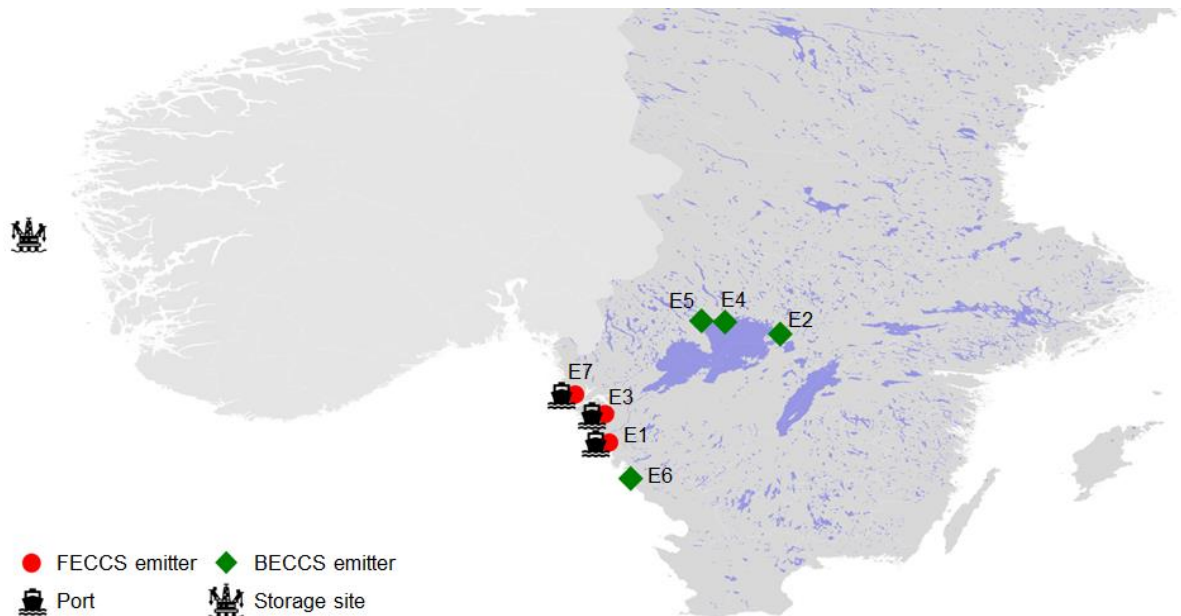 E5
E4
E2
E7
E3
E1
E6
FECCS emitter
BECCS emitter
Port
Storage site